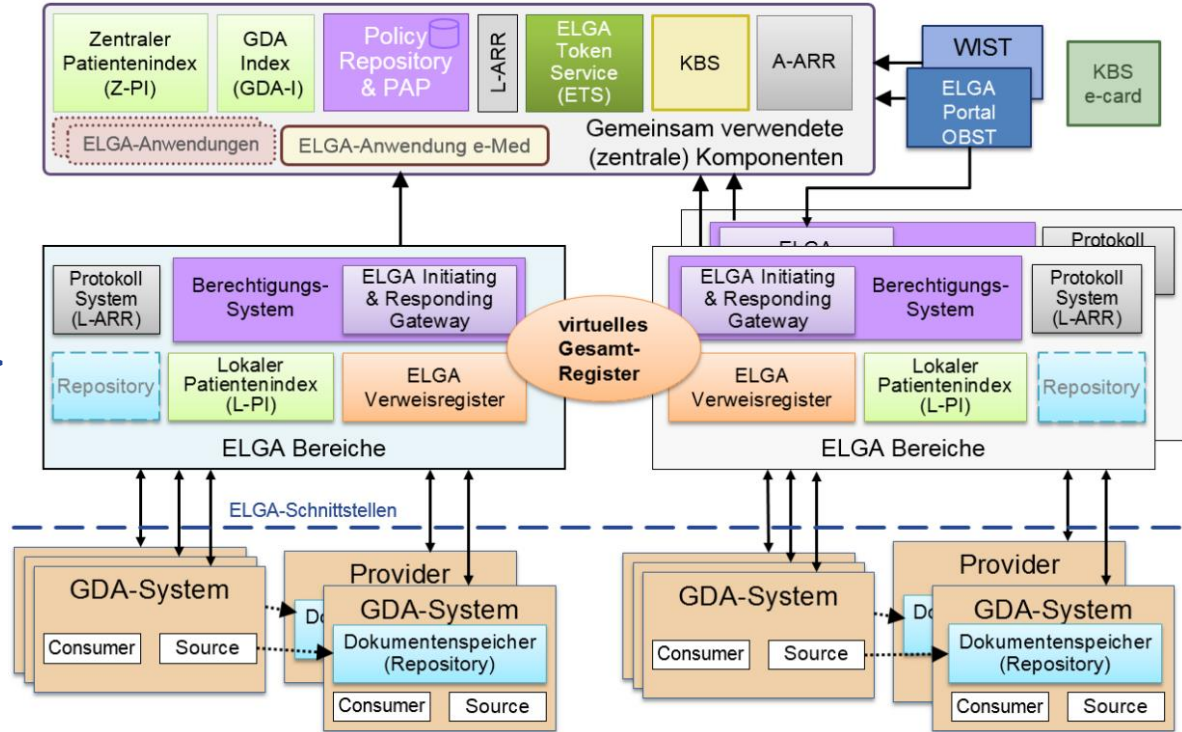 Zentraler
Patientenindex
(Z-PI)
GDA
Index
(GDA-I)
Policy
Repository
& PAP
L-ARR
ELGA
Token
Service
(ETS)
KBS
A-ARR
ELGA-Anwendungen
ELGA-Anwendung e-Med
Gemeinsam verwendete
(zentrale) Komponenten
WIST
ELGA
Portal
OBST
KBS
e-card
Protokoll
System
(L-ARR)
Berechtigungs-
System
ELGA Initiating
& Responding
Gateway
Repository
Lokaler
Patientenindex
(L-PI)
ELGA
Verweisregister
ELGA Bereiche
virtuelles
Gesamt-
Register
ELGA
Protokoll
ELGA Initiating
& Responding
Gateway
Berechtigungs-
System
Protokoll
System
(L-ARR)
ELGA
Verweisregister
Lokaler
Patientenindex
(L-PI)
Repository
ELGA Bereiche
ELGA-Schnittstellen
GDA-System
Consumer
Source
Provider
Do
GDA-System
Dokumentenspeicher
(Repository)
Consumer
Source
GDA-System
Consumer
Source
Provider
Do
GDA-System
Dokumentenspeicher
(Repository)
Consumer
Source